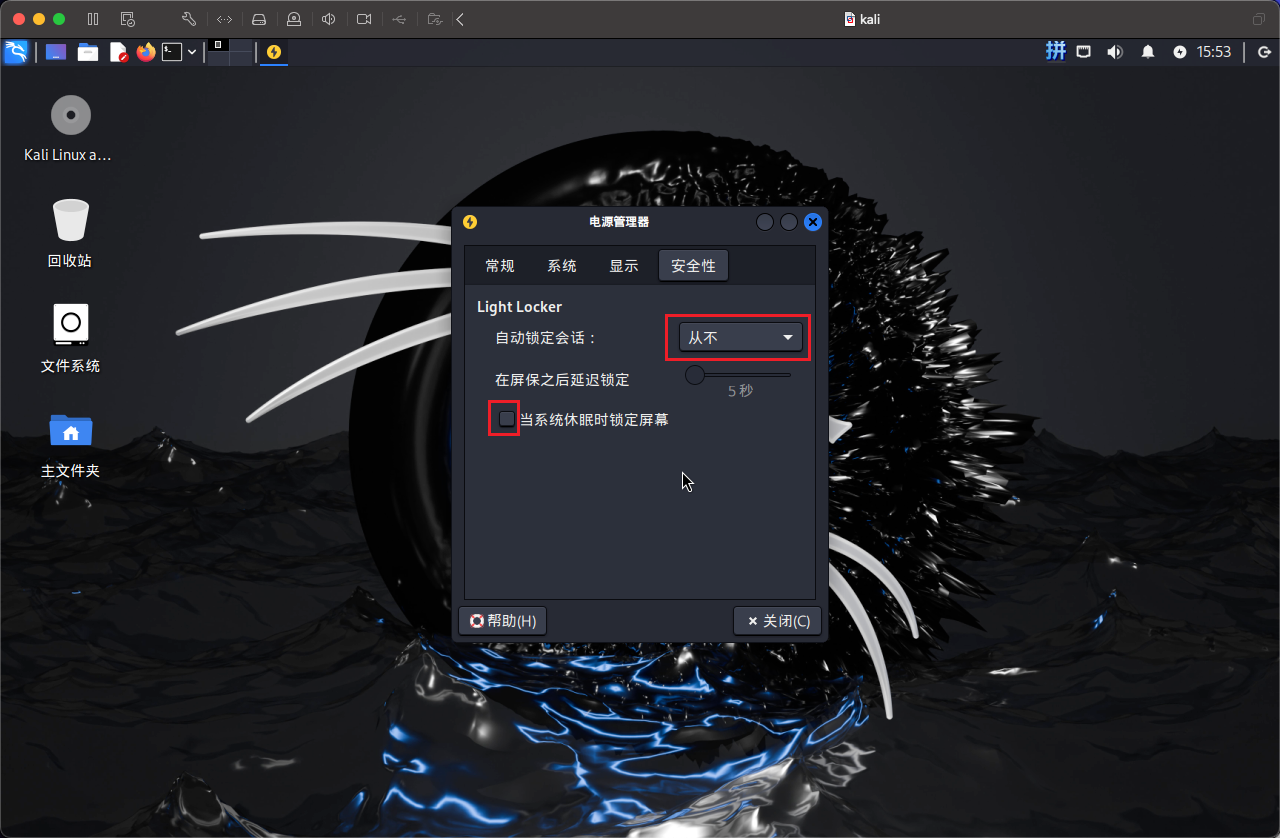 kali
拼
15:53
Kali Linux a...
回收站
文件系统
主文件夹
电源管理器
常规 系统 显示 安全性
Light Locker
自动锁定会话：
从不
在屏保之后延迟锁定
5 秒
当系统休眠时锁定屏幕
帮助(H)
关闭(C)